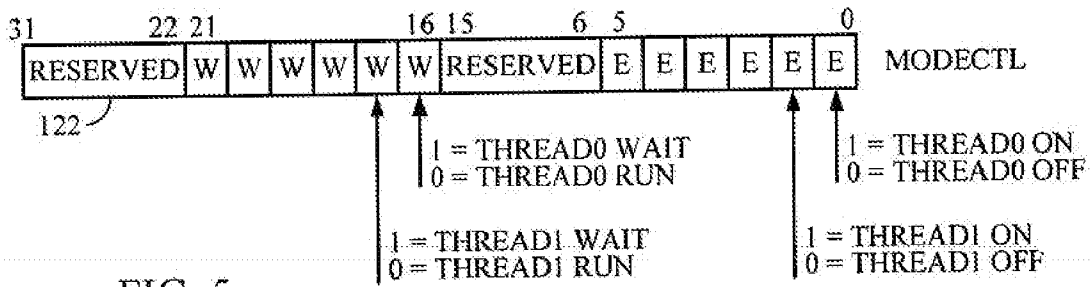 31 22 21 16 15 6 5 0
RESERVED W W W W W W RESERVED E E E E E E MODECTL
122
1 = THREAD0 WAIT
0 = THREAD0 RUN
1 = THREAD0 ON
0 = THREAD0 OFF
1 = THREAD1 WAIT
0 = THREAD1 RUN
1 = THREAD1 ON
0 = THREAD1 OFF